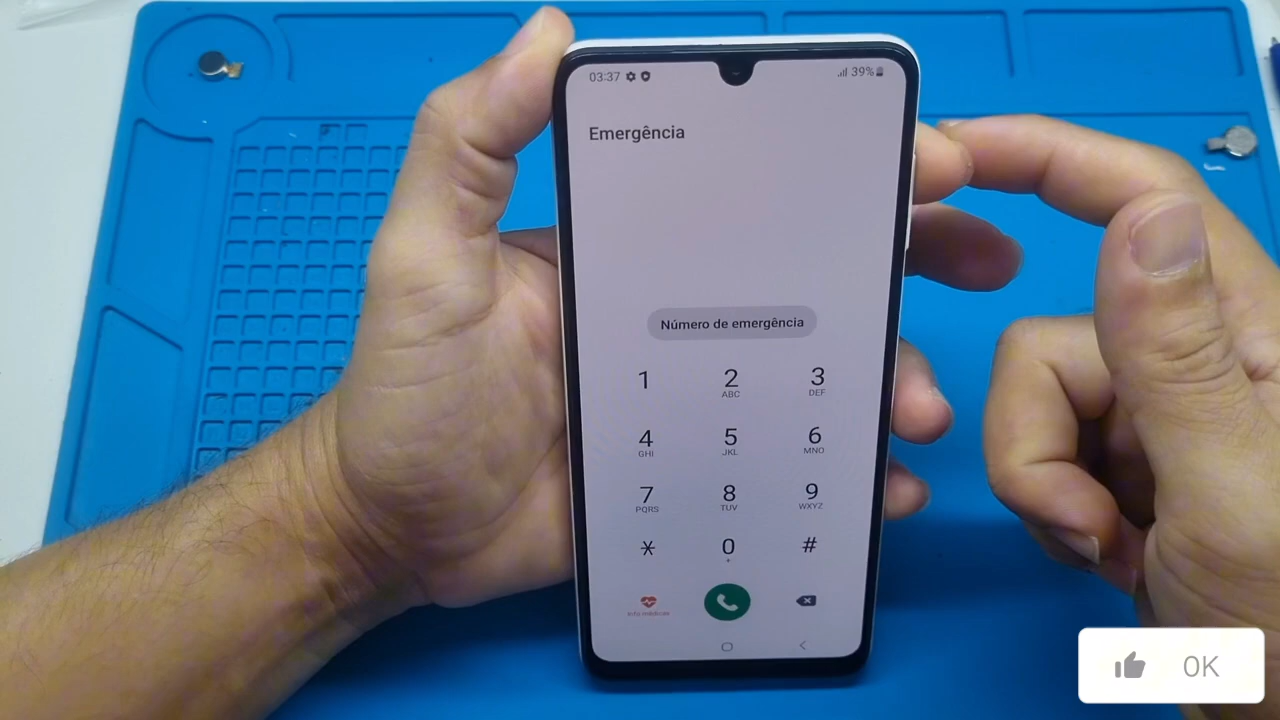 03:37 39%
Emergência
Número de emergência
1 2 3
ABC DEF
4 5 6
GHI JKL MNO
7 8 9
PQRS TUV WXYZ
* 0 #
+
Info médicas
OK